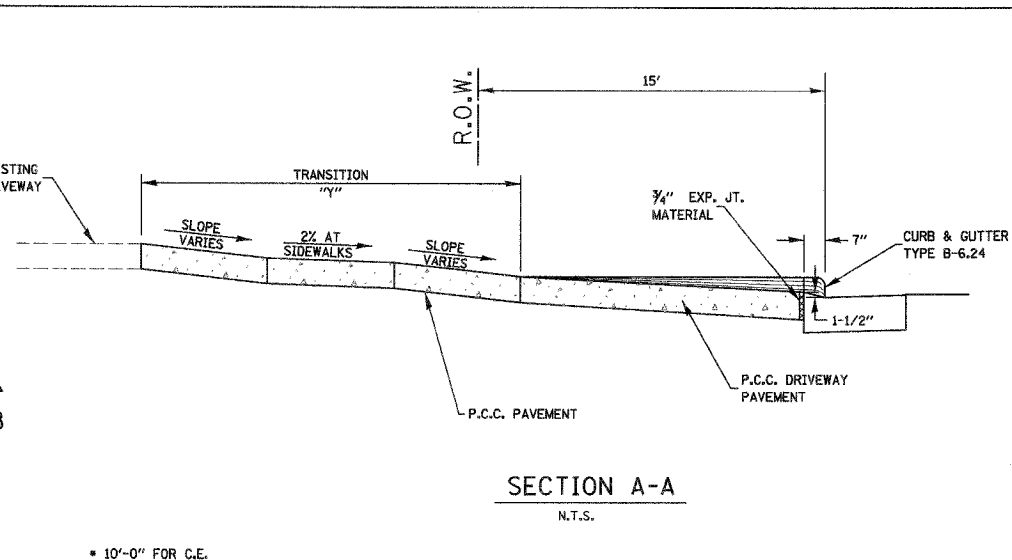 R.O.W.
15'
STING
VEWAY
TRANSITION
"Y"
3/4" EXP. JT.
MATERIAL
7"
CURB & GUTTER
TYPE B-6.24
SLOPE
VARIES
2% AT
SIDEWALKS
SLOPE
VARIES
1-1/2"
P.C.C. DRIVEWAY
PAVEMENT
P.C.C. PAVEMENT
SECTION A-A
N.T.S.
* 10'-0" FOR C.E.